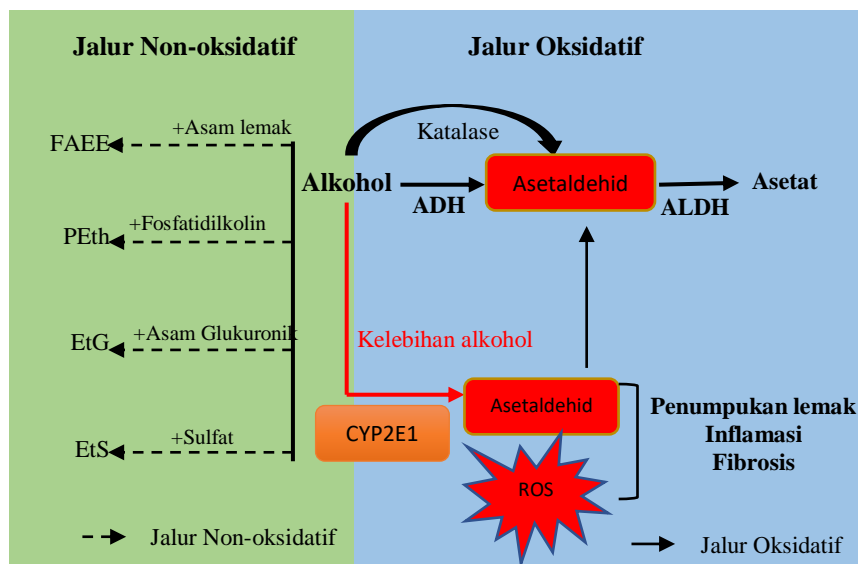 Jalur Non-oksidatif
Jalur Oksidatif
FAEE
+Asam lemak
Katalase
Alkohol
ADH
Asetaldehid
ALDH
Asetat
PEth
+Fosfatidilkolin
EtG
+Asam Glukuronik
Kelebihan alkohol
Asetaldehid
CYP2E1
ROS
Penumpukan lemak
Inflamasi
Fibrosis
EtS
+Sulfat
Jalur Non-oksidatif
Jalur Oksidatif